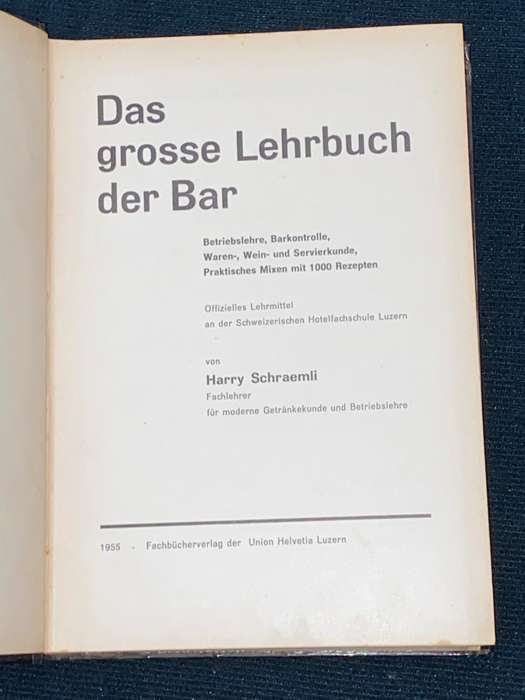 Das
grosse Lehrbuch
der Bar
Betriebslehre, Barkontrolle,
Waren-, Wein- und Servierkunde,
Praktisches Mixen mit 1000 Rezepten
Offizielles Lehrmittel
an der Schweizerischen Hotelfachschule Luzern
von
Harry Schraemli
Fachlehrer
für moderne Getränkekunde und Betriebslehre
1955 - Fachbücherverlag der Union Helvetia Luzern